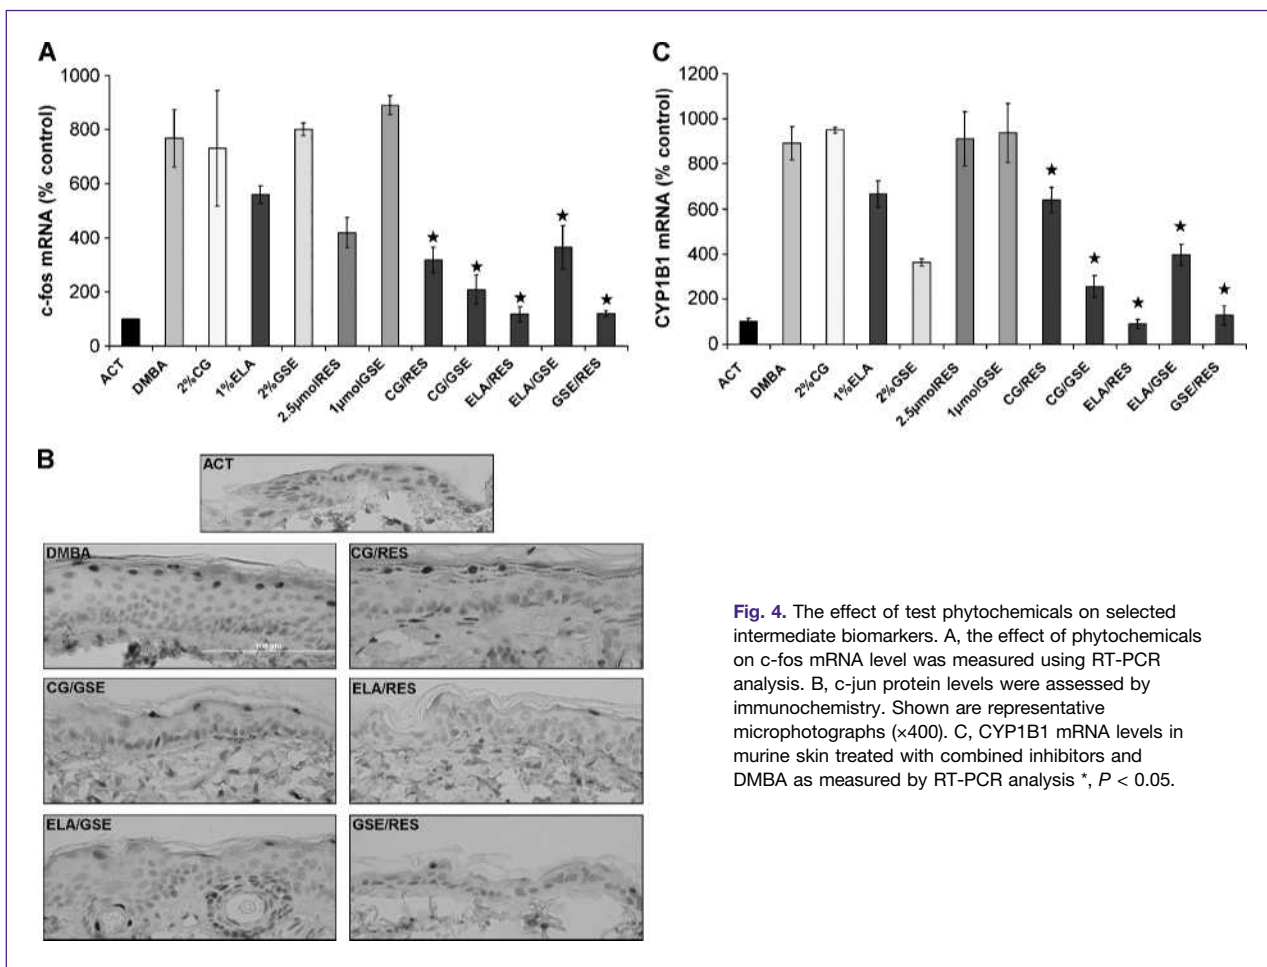 A
c-fos mRNA (% control)
1000
800
600
400
200
0
ACT
DMBA
2%CG
1%ELA
2%GSE
2.5µmolRES
1µmolGSE
CG/RES
CG/GSE
ELA/RES
ELA/GSE
GSE/RES
C
CYP1B1 mRNA (% control)
1200
1000
800
600
400
200
0
ACT
DMBA
2%CG
1%ELA
2%GSE
2.5µmolRES
1µmolGSE
CG/RES
CG/GSE
ELA/RES
ELA/GSE
GSE/RES
B
ACT
DMBA
CG/RES
CG/GSE
ELA/RES
ELA/GSE
GSE/RES
Fig. 4. The effect of test phytochemicals on selected
intermediate biomarkers. A, the effect of phytochemicals
on c-fos mRNA level was measured using RT-PCR
analysis. B, c-jun protein levels were assessed by
immunochemistry. Shown are representative
microphotographs (×400). C, CYP1B1 mRNA levels in
murine skin treated with combined inhibitors and
DMBA as measured by RT-PCR analysis *, P < 0.05.